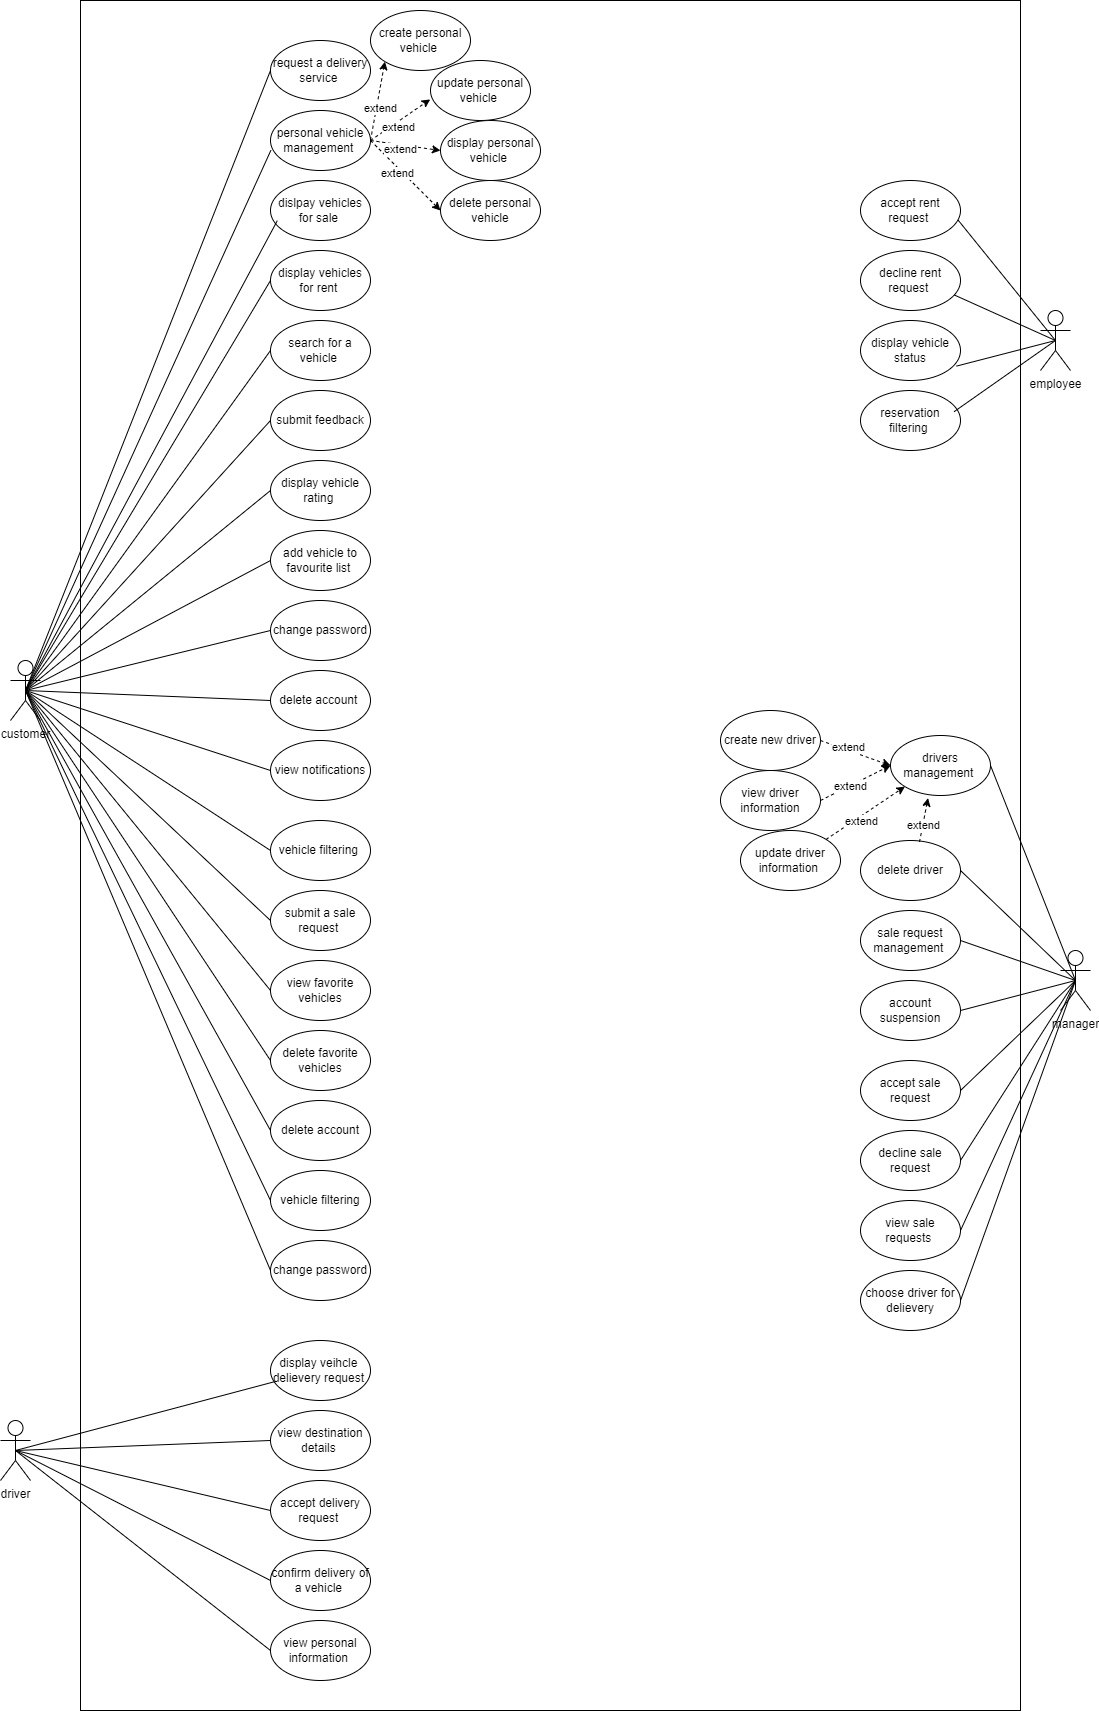 create personal
vehicle
request a delivery
service
update personal
vehicle
extend
personal vehicle
management
extend
display personal
vehicle
extend
extend
delete personal
vehicle
dislpay vehicles
for sale
display vehicles
for rent
search for a
vehicle
submit feedback
display vehicle
rating
add vehicle to
favourite list
change password
customer
delete account
view notifications
vehicle filtering
submit a sale
request
view favorite
vehicles
delete favorite
vehicles
delete account
vehicle filtering
change password
accept rent
request
decline rent
request
display vehicle
status
reservation
filtering
employee
create new driver
extend
drivers
management
view driver
information
extend
update driver
information
extend
extend
delete driver
sale request
management
account
suspension
manager
accept sale
request
decline sale
request
view sale
requests
choose driver for
delievery
display veihcle
delievery request
view destination
details
driver
accept delivery
request
confirm delivery of
a vehicle
view personal
information